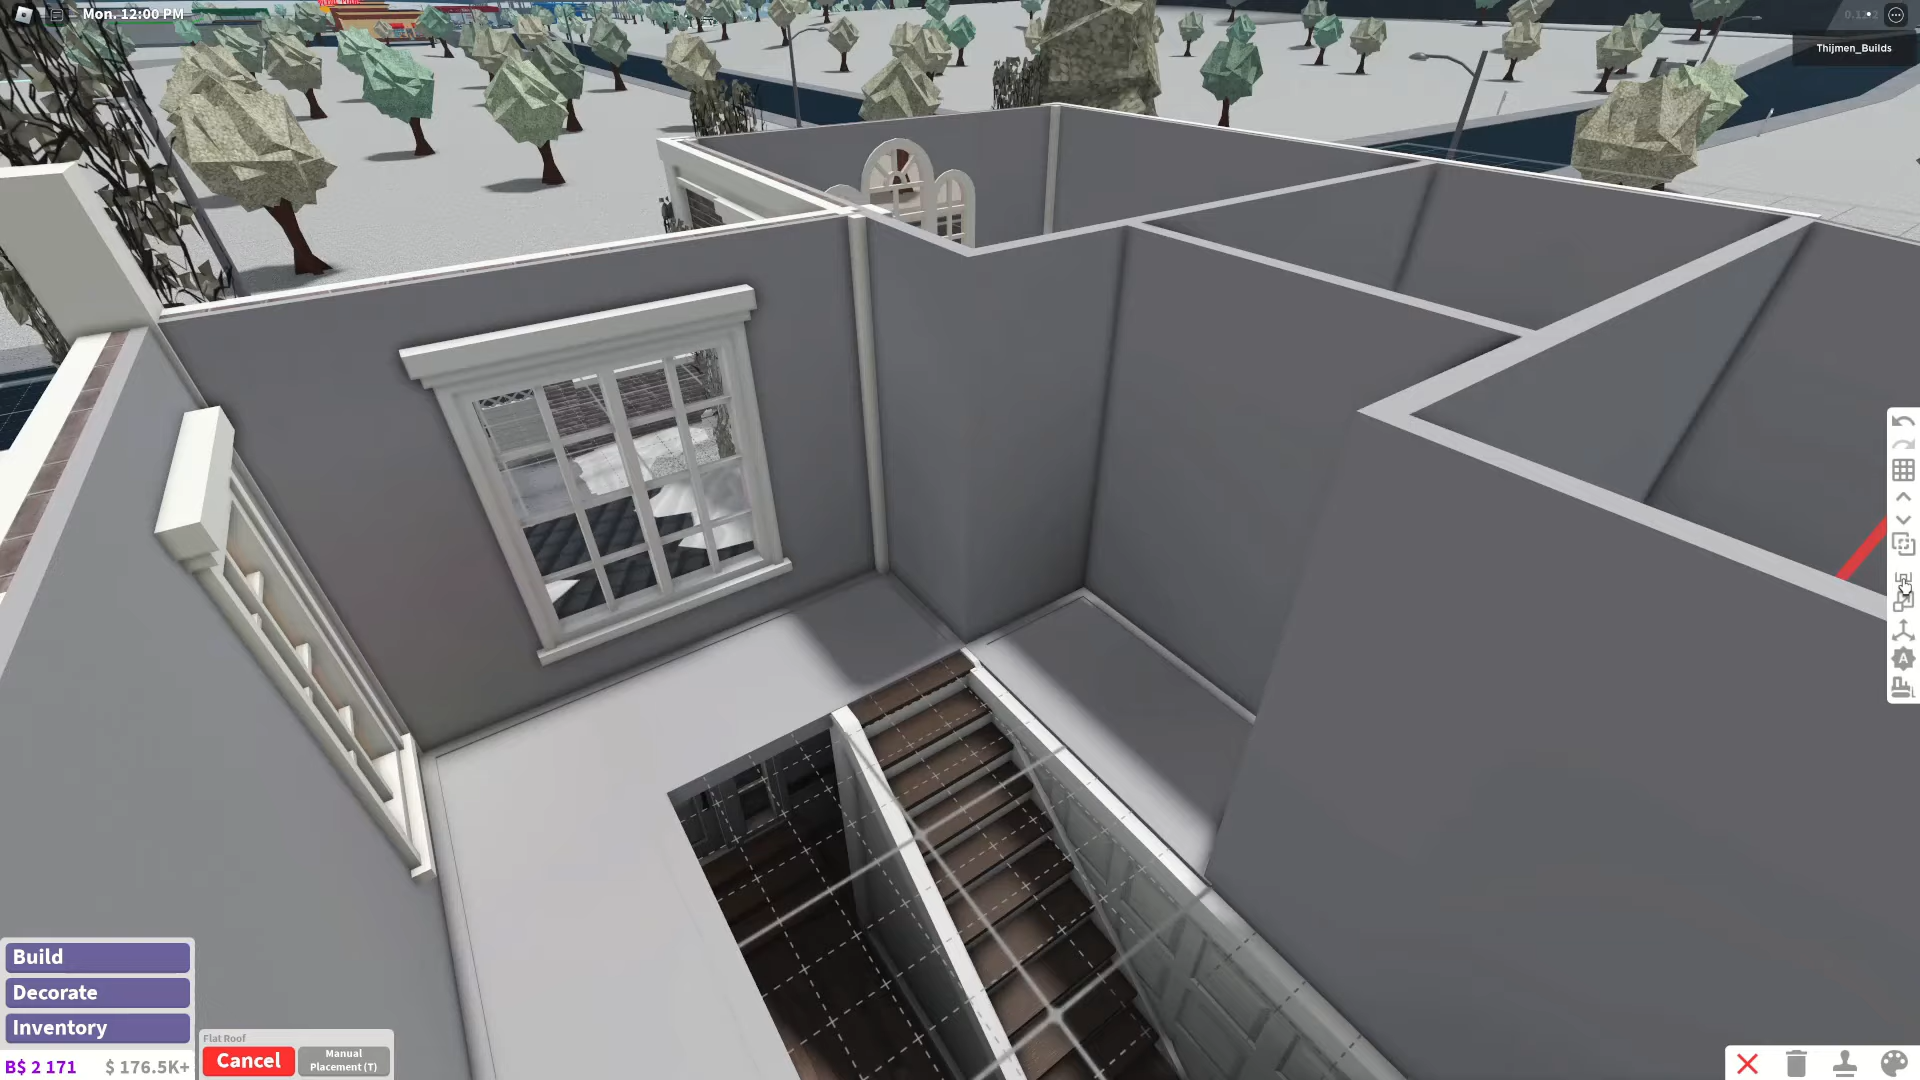 Mon. 12:00 PM
Thijmen_Builds
A
Build
Decorate
Inventory
Flat Roof
Cancel
Manual
Placement (T)
B$ 2 171
$ 176.5K+